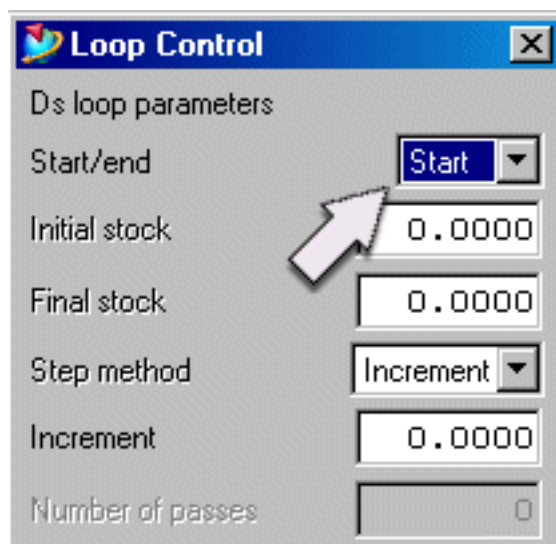 Loop Control
Ds loop parameters
Start/end Start
Initial stock 0.0000
Final stock 0.0000
Step method Increment
Increment 0.0000
Number of passes 0